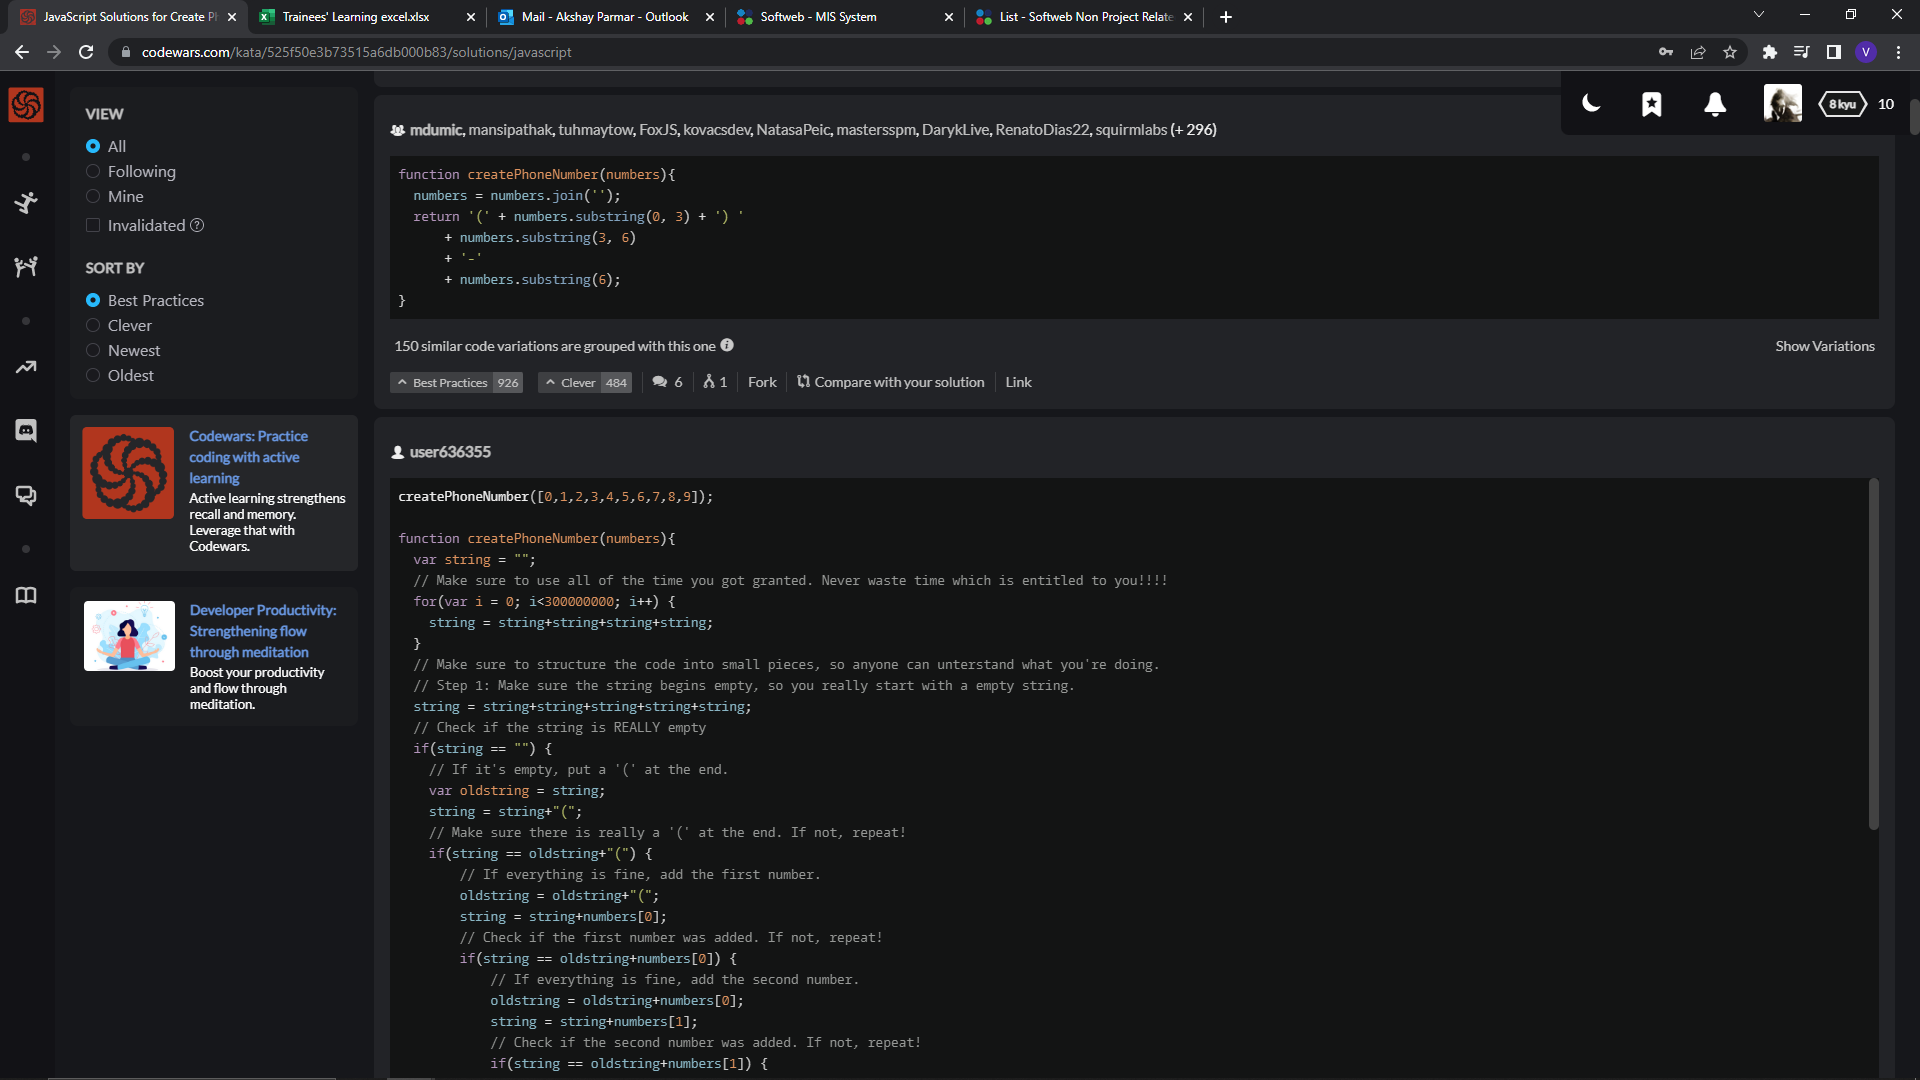 JavaScript Solutions for Create Ph
Trainees' Learning excel.xlsx
Mail - Akshay Parmar - Outlook
Softweb - MIS System
List - Softweb Non Project Relate
codewars.com/kata/525f50e3b73515a6db000b83/solutions/javascript
V
8 kyu
10
VIEW
All
Following
Mine
Invalidated
SORT BY
Best Practices
Clever
Newest
Oldest
Codewars: Practice
coding with active
learning
Active learning strengthens
recall and memory.
Leverage that with
Codewars.
Developer Productivity:
Strengthening flow
through meditation
Boost your productivity
and flow through
meditation.
mdumic, mansipathak, tuhmaytow, FoxJS, kovacsdev, NatasaPeic, mastersspm, DarykLive, RenatoDias22, squirmlabs (+ 296)
function createPhoneNumber(numbers){
  numbers = numbers.join('');
  return '(' + numbers.substring(0, 3) + ') '
      + numbers.substring(3, 6)
      + '-'
      + numbers.substring(6);
}
150 similar code variations are grouped with this one
Show Variations
Best Practices 926
Clever 484
6
1
Fork
Compare with your solution
Link
user636355
createPhoneNumber([0,1,2,3,4,5,6,7,8,9]);
function createPhoneNumber(numbers){
  var string = "";
  // Make sure to use all of the time you got granted. Never waste time which is entitled to you!!!!
  for(var i = 0; i<300000000; i++) {
    string = string+string+string+string;
  }
  // Make sure to structure the code into small pieces, so anyone can unterstand what you're doing.
  // Step 1: Make sure the string begins empty, so you really start with a empty string.
  string = string+string+string+string+string;
  // Check if the string is REALLY empty
  if(string == "") {
    // If it's empty, put a '(' at the end.
    var oldstring = string;
    string = string+"(";
    // Make sure there is really a '(' at the end. If not, repeat!
    if(string == oldstring+"(") {
        // If everything is fine, add the first number.
        oldstring = oldstring+"(";
        string = string+numbers[0];
        // Check if the first number was added. If not, repeat!
        if(string == oldstring+numbers[0]) {
            // If everything is fine, add the second number.
            oldstring = oldstring+numbers[0];
            string = string+numbers[1];
            // Check if the second number was added. If not, repeat!
            if(string == oldstring+numbers[1]) {